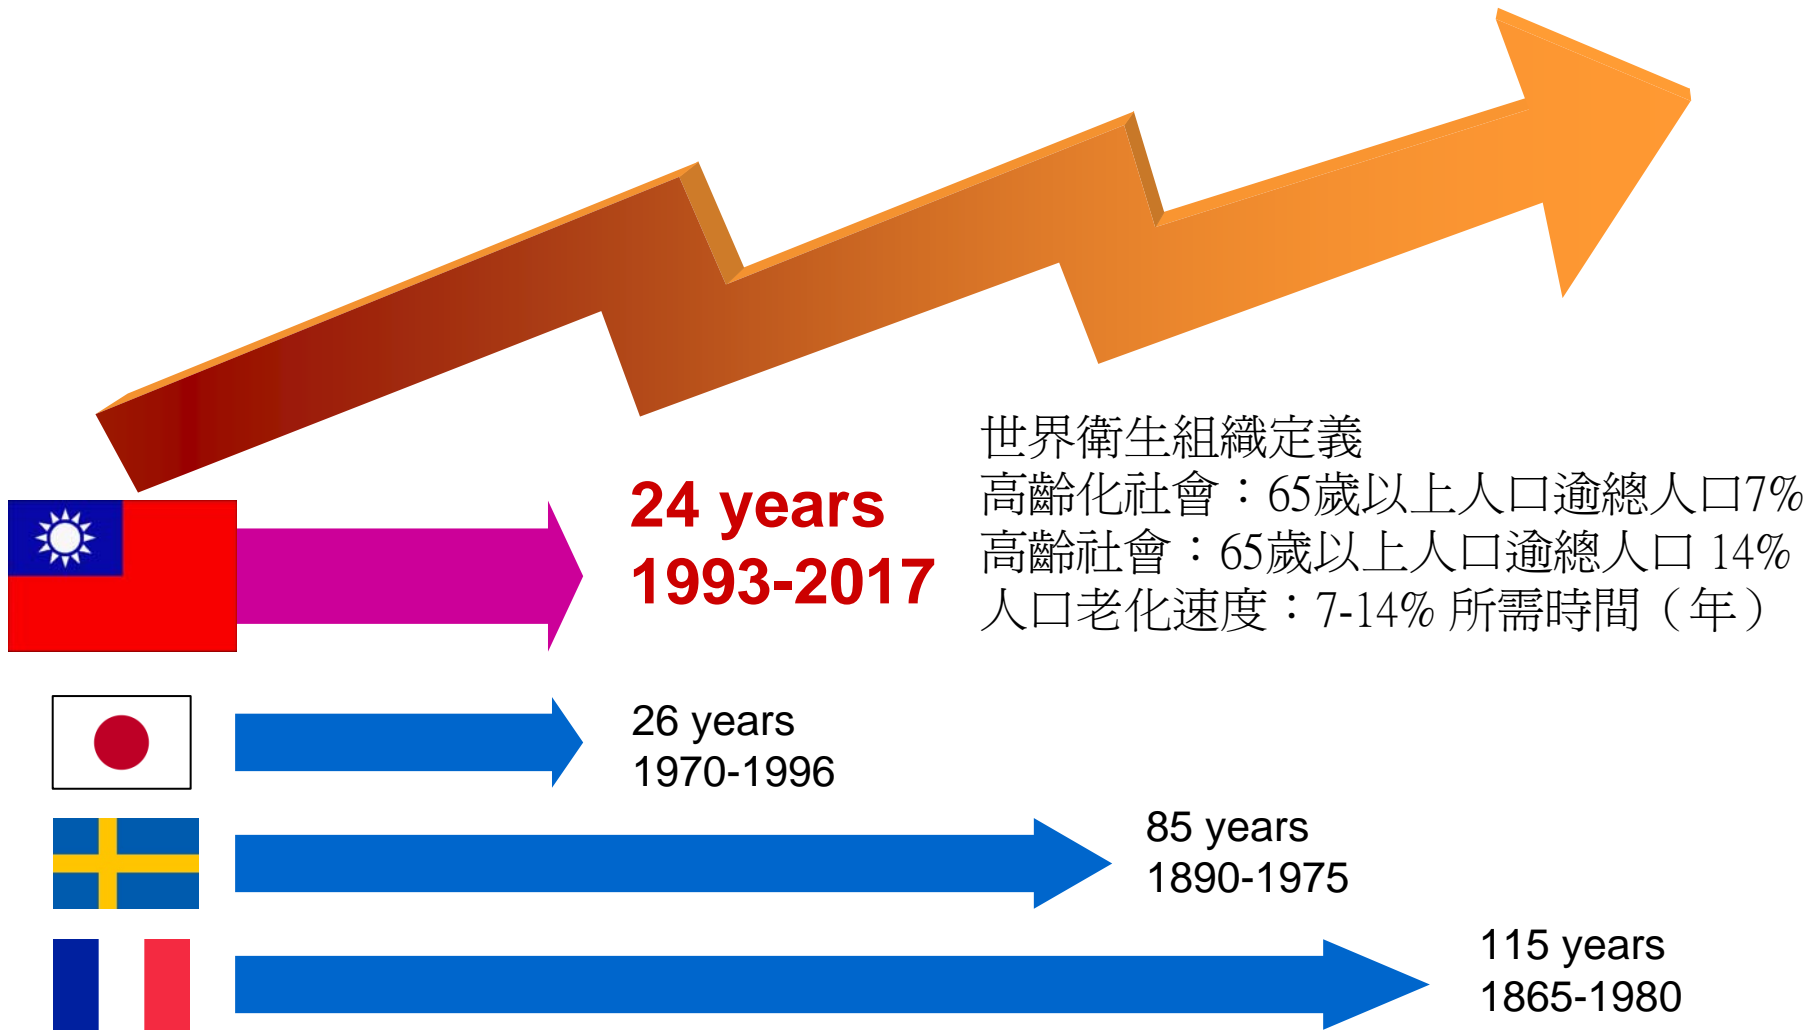 世界衛生組織定義
高齡化社會：65歲以上人口逾總人口7%
高齡社會：65歲以上人口逾總人口 14%
人口老化速度：7-14% 所需時間（年）
24 years
1993-2017
26 years
1970-1996
85 years
1890-1975
115 years
1865-1980